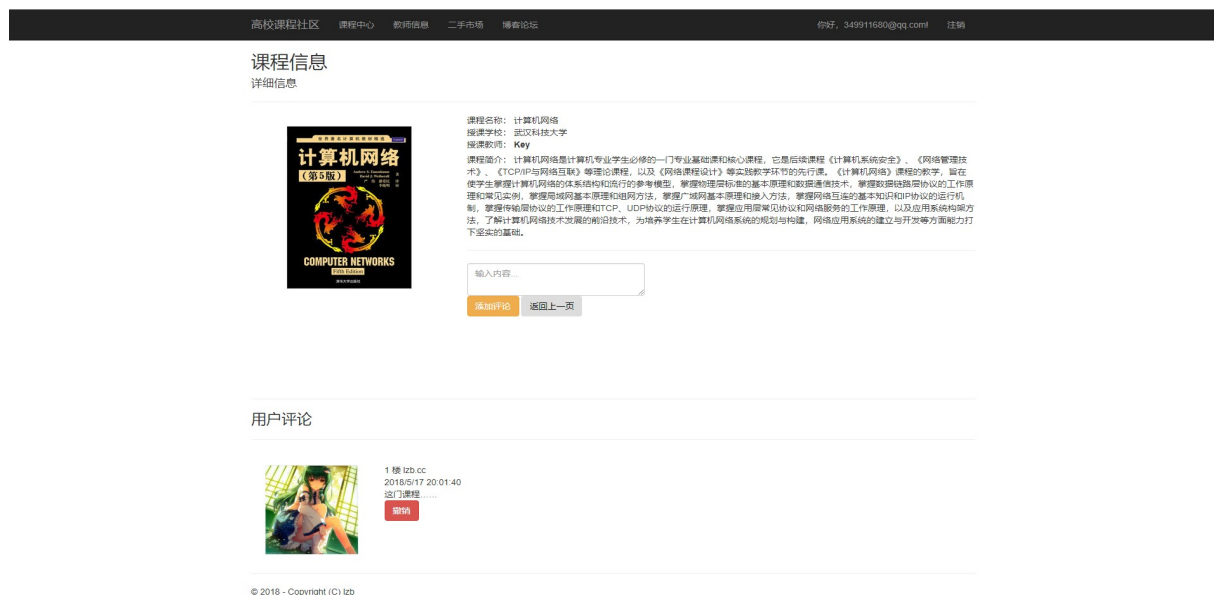 高校课程社区 课程中心 教师信息 二手市场 博客论坛 你好，349911680@qq.com! 注销
课程信息
详细信息
计算机网络
（第5版）
COMPUTER NETWORKS
Fifth Edition
清华大学出版社
课程名称： 计算机网络
授课学校： 武汉科技大学
授课教师： Key
课程简介： 计算机网络是计算机专业学生必修的一门专业基础课和核心课程，它是后续课程《计算机系统安全》、《网络管理技
术》、《TCP/IP与网络互联》等理论课程，以及《网络课程设计》等实践教学环节的先行课。《计算机网络》课程的教学，旨在
使学生掌握计算机网络的体系结构和流行的参考模型，掌握物理层标准的基本原理和数据通信技术，掌握数据链路层协议的工作原
理和常见实例，掌握局域网基本原理和组网方法，掌握广域网基本原理和接入方法，掌握网络互连的基本知识和IP协议的运行机
制，掌握传输层协议的工作原理和TCP、UDP协议的运行原理，掌握应用层常见协议和网络服务的工作原理，以及应用系统构架方
法，了解计算机网络技术发展的前沿技术，为培养学生在计算机网络系统的规划与构建，网络应用系统的建立与开发等方面能力打
下坚实的基础。
输入内容...
添加评论 返回上一页
用户评论
1 楼 lzb.cc
2018/5/17 20:01:40
这门课程……
撤销
© 2018 - Copyright (C) lzb